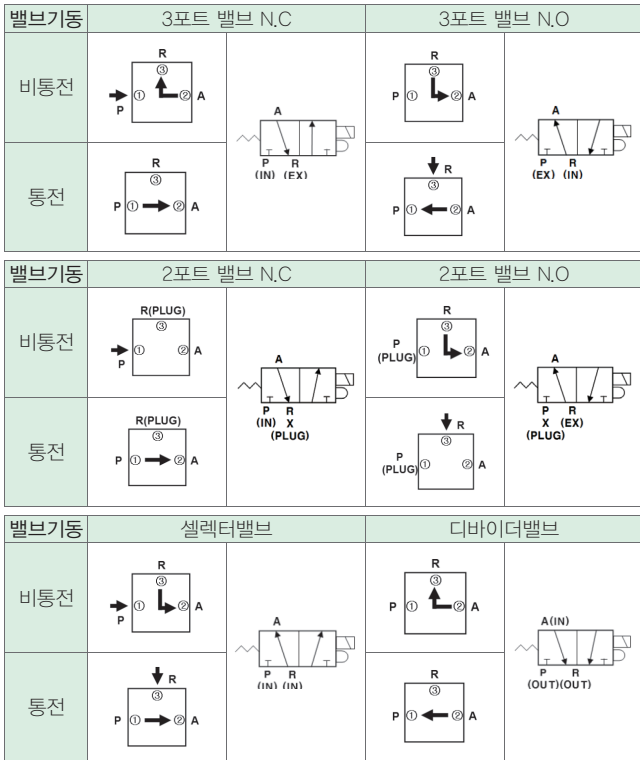 밸브기동 3포트 밸브 N.C 3포트 밸브 N.O
비통전
R
③
① ② A
P
A
P R
(IN) (EX)
R
③
P ① ② A
A
P R
(EX) (IN)
통전
R
③
P ① ② A
R
③
P ① ② A
밸브기동 2포트 밸브 N.C 2포트 밸브 N.O
비통전
R(PLUG)
③
① ② A
P
A
P R
(IN) X
(PLUG)
R
③
P
(PLUG) ① ② A
A
P R
X (EX)
(PLUG)
통전
R(PLUG)
③
P ① ② A
R
③
P
(PLUG) ① ② A
밸브기동 셀렉터밸브 디바이더밸브
비통전
R
③
① ② A
P
A
P R
(IN) (IN)
R
③
P ① ② A
A(IN)
P R
(OUT)(OUT)
통전
R
③
P ① ② A
R
③
P ① ② A